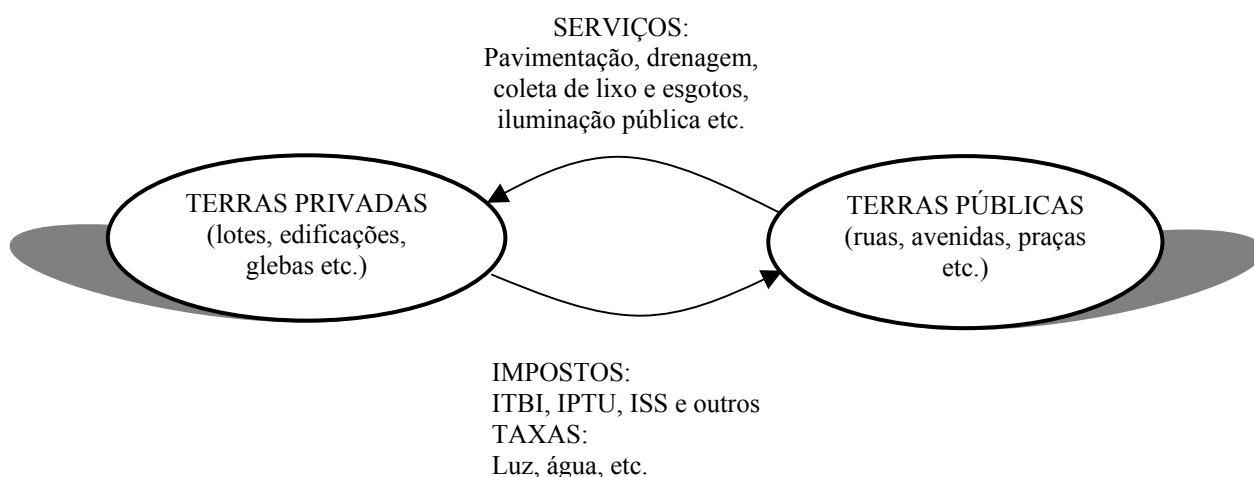 SERVIÇOS:
Pavimentação, drenagem,
coleta de lixo e esgotos,
iluminação pública etc.
TERRAS PRIVADAS
(lotes, edificações,
glebas etc.)
TERRAS PÚBLICAS
(ruas, avenidas, praças
etc.)
IMPOSTOS:
ITBI, IPTU, ISS e outros
TAXAS:
Luz, água, etc.